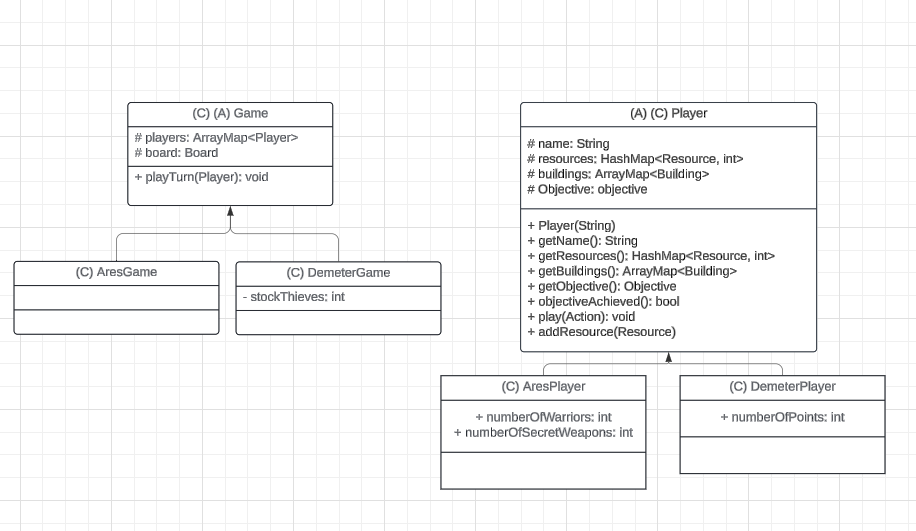 (C) (A) Game
# players: ArrayMap<Player>
# board: Board
+ playTurn(Player): void
(C) AresGame
(C) DemeterGame
- stockThieves: int
(A) (C) Player
# name: String
# resources: HashMap<Resource, int>
# buildings: ArrayMap<Building>
# Objective: objective
+ Player(String)
+ getName(): String
+ getResources(): HashMap<Resource, int>
+ getBuildings(): ArrayMap<Building>
+ getObjective(): Objective
+ objectiveAchieved(): bool
+ play(Action): void
+ addResource(Resource)
(C) AresPlayer
+ numberOfWarriors: int
+ numberOfSecretWeapons: int
(C) DemeterPlayer
+ numberOfPoints: int